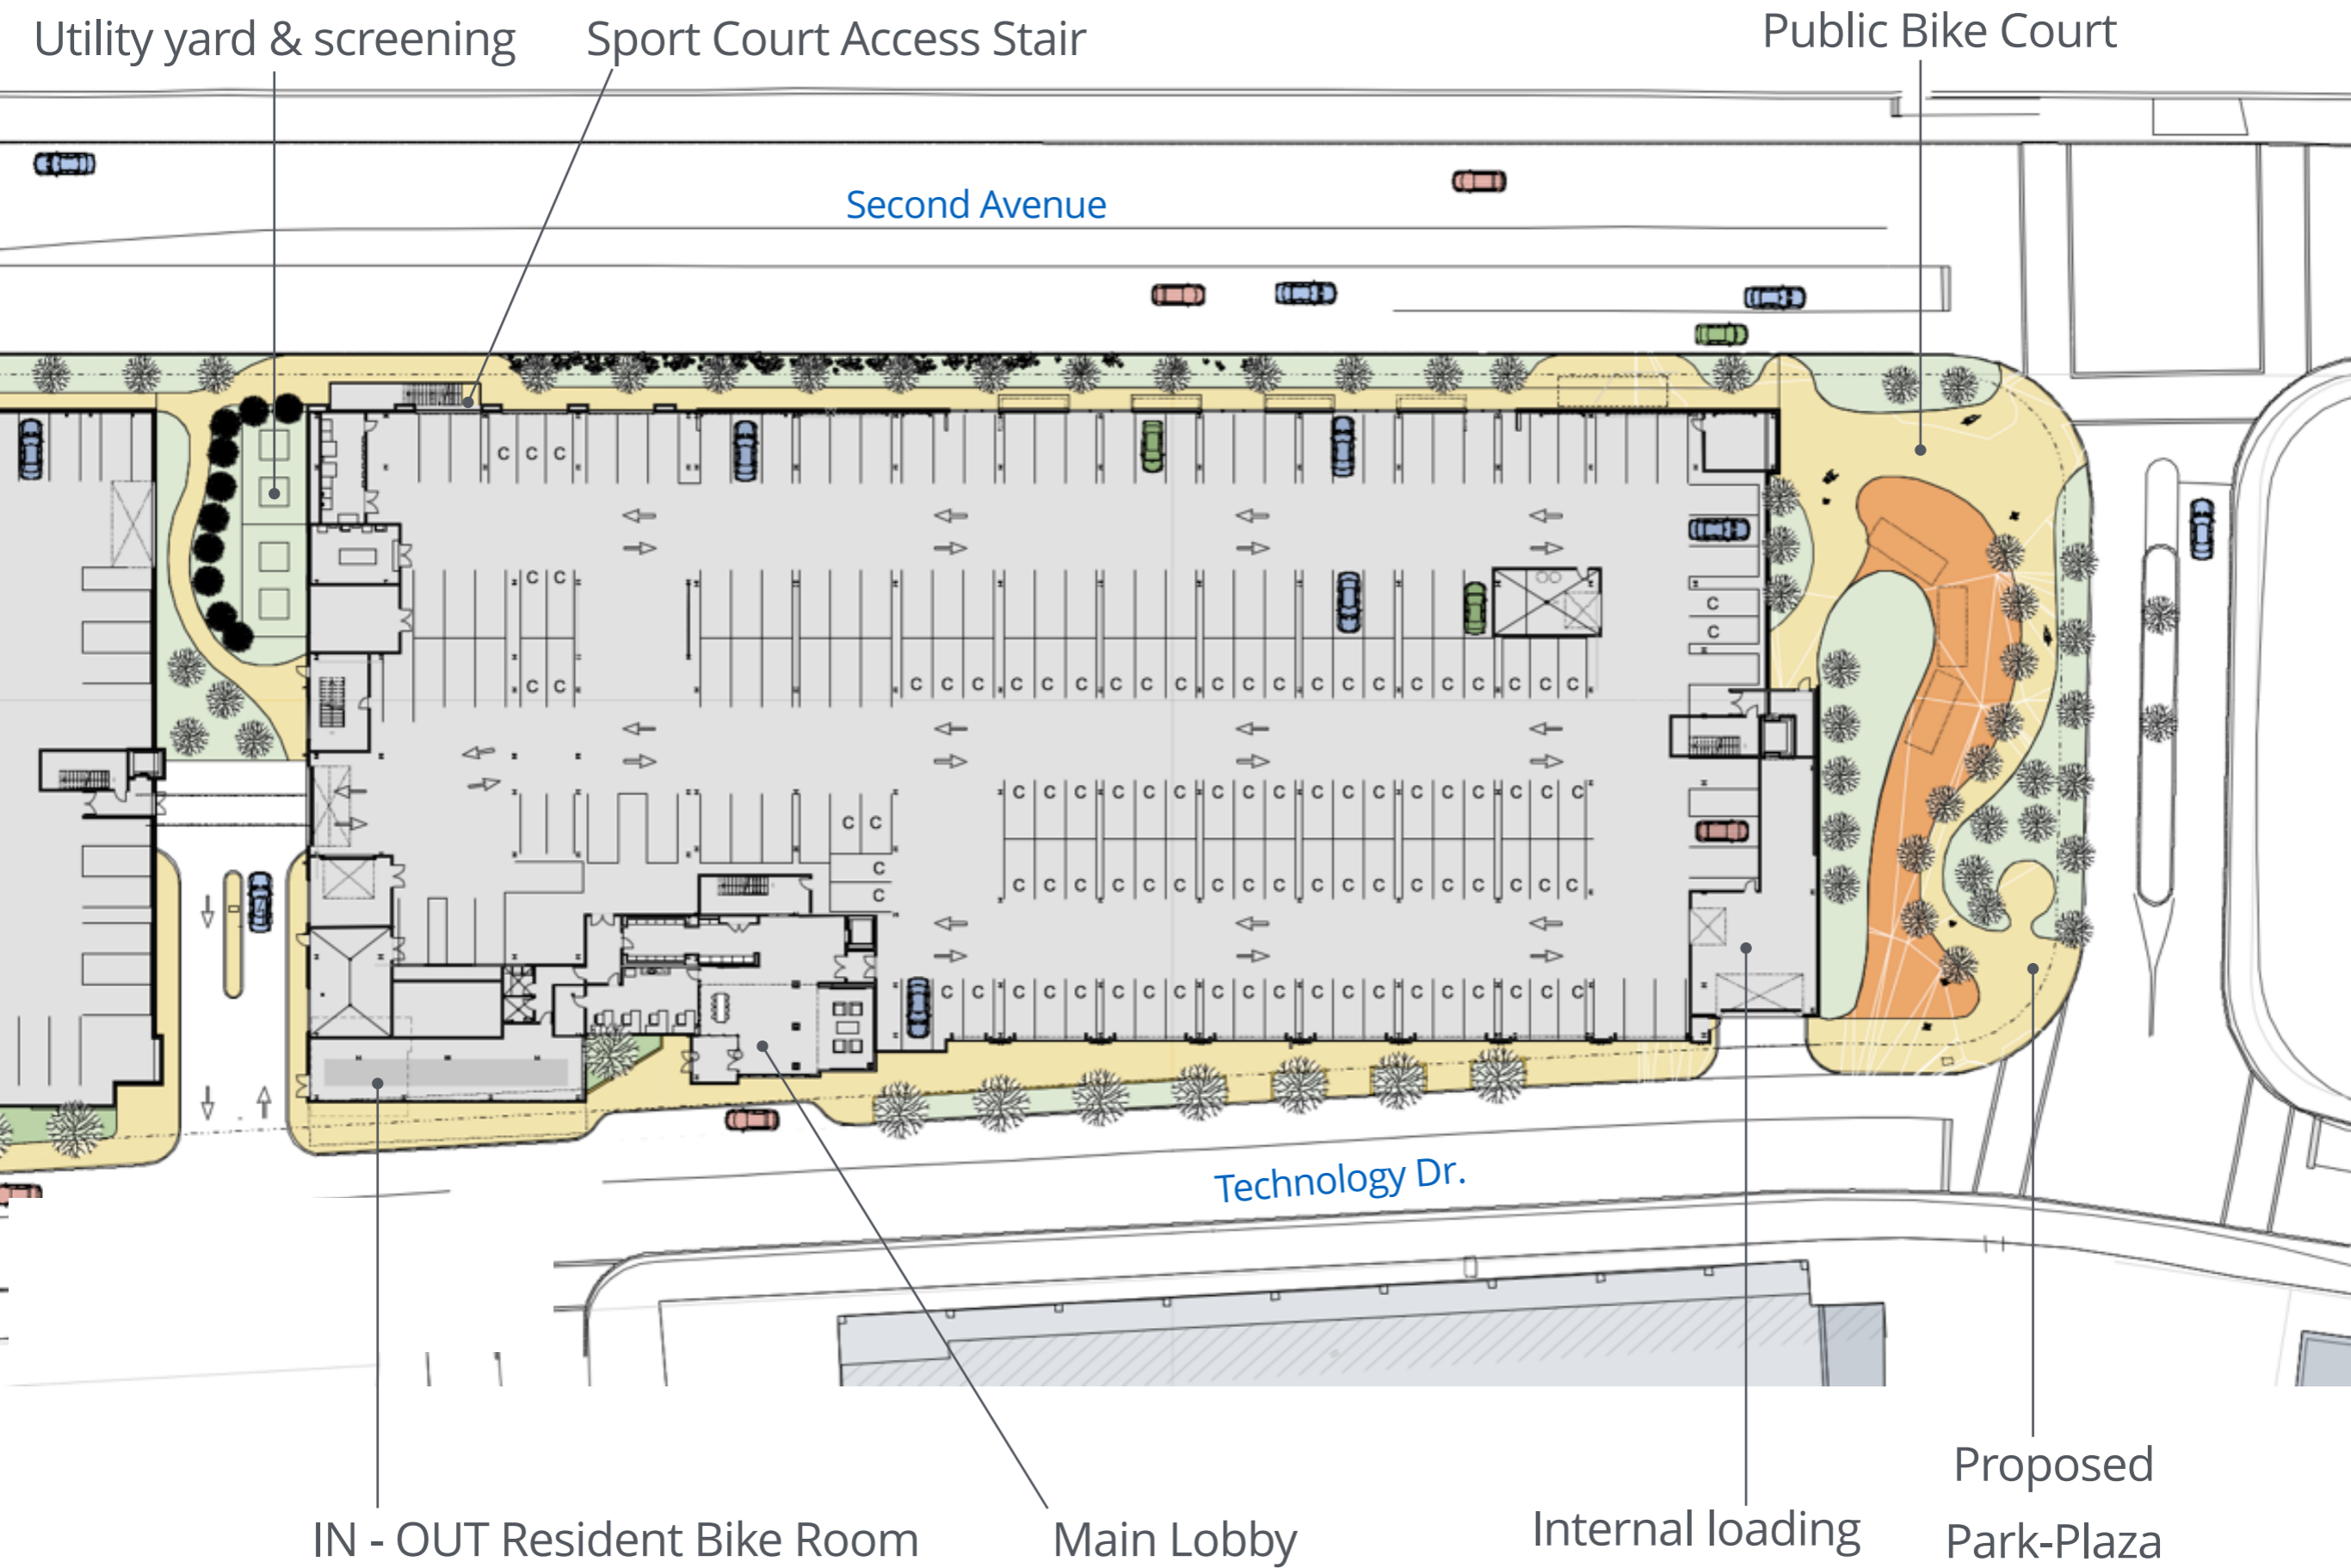 Utility yard & screening
Sport Court Access Stair
Public Bike Court
Second Avenue
C C C
C C
C
C
C C
C C C C C C C C C C C C C C C C C C C C C C
C C C C C C C C C C C C C C C C C C C
C C
C
C
C C C C C C C C C C C C C C C C C C C
C C C C C C C C C C C C C C C C C C C C C
Technology Dr.
IN - OUT Resident Bike Room
Main Lobby
Internal loading
Proposed
Park-Plaza